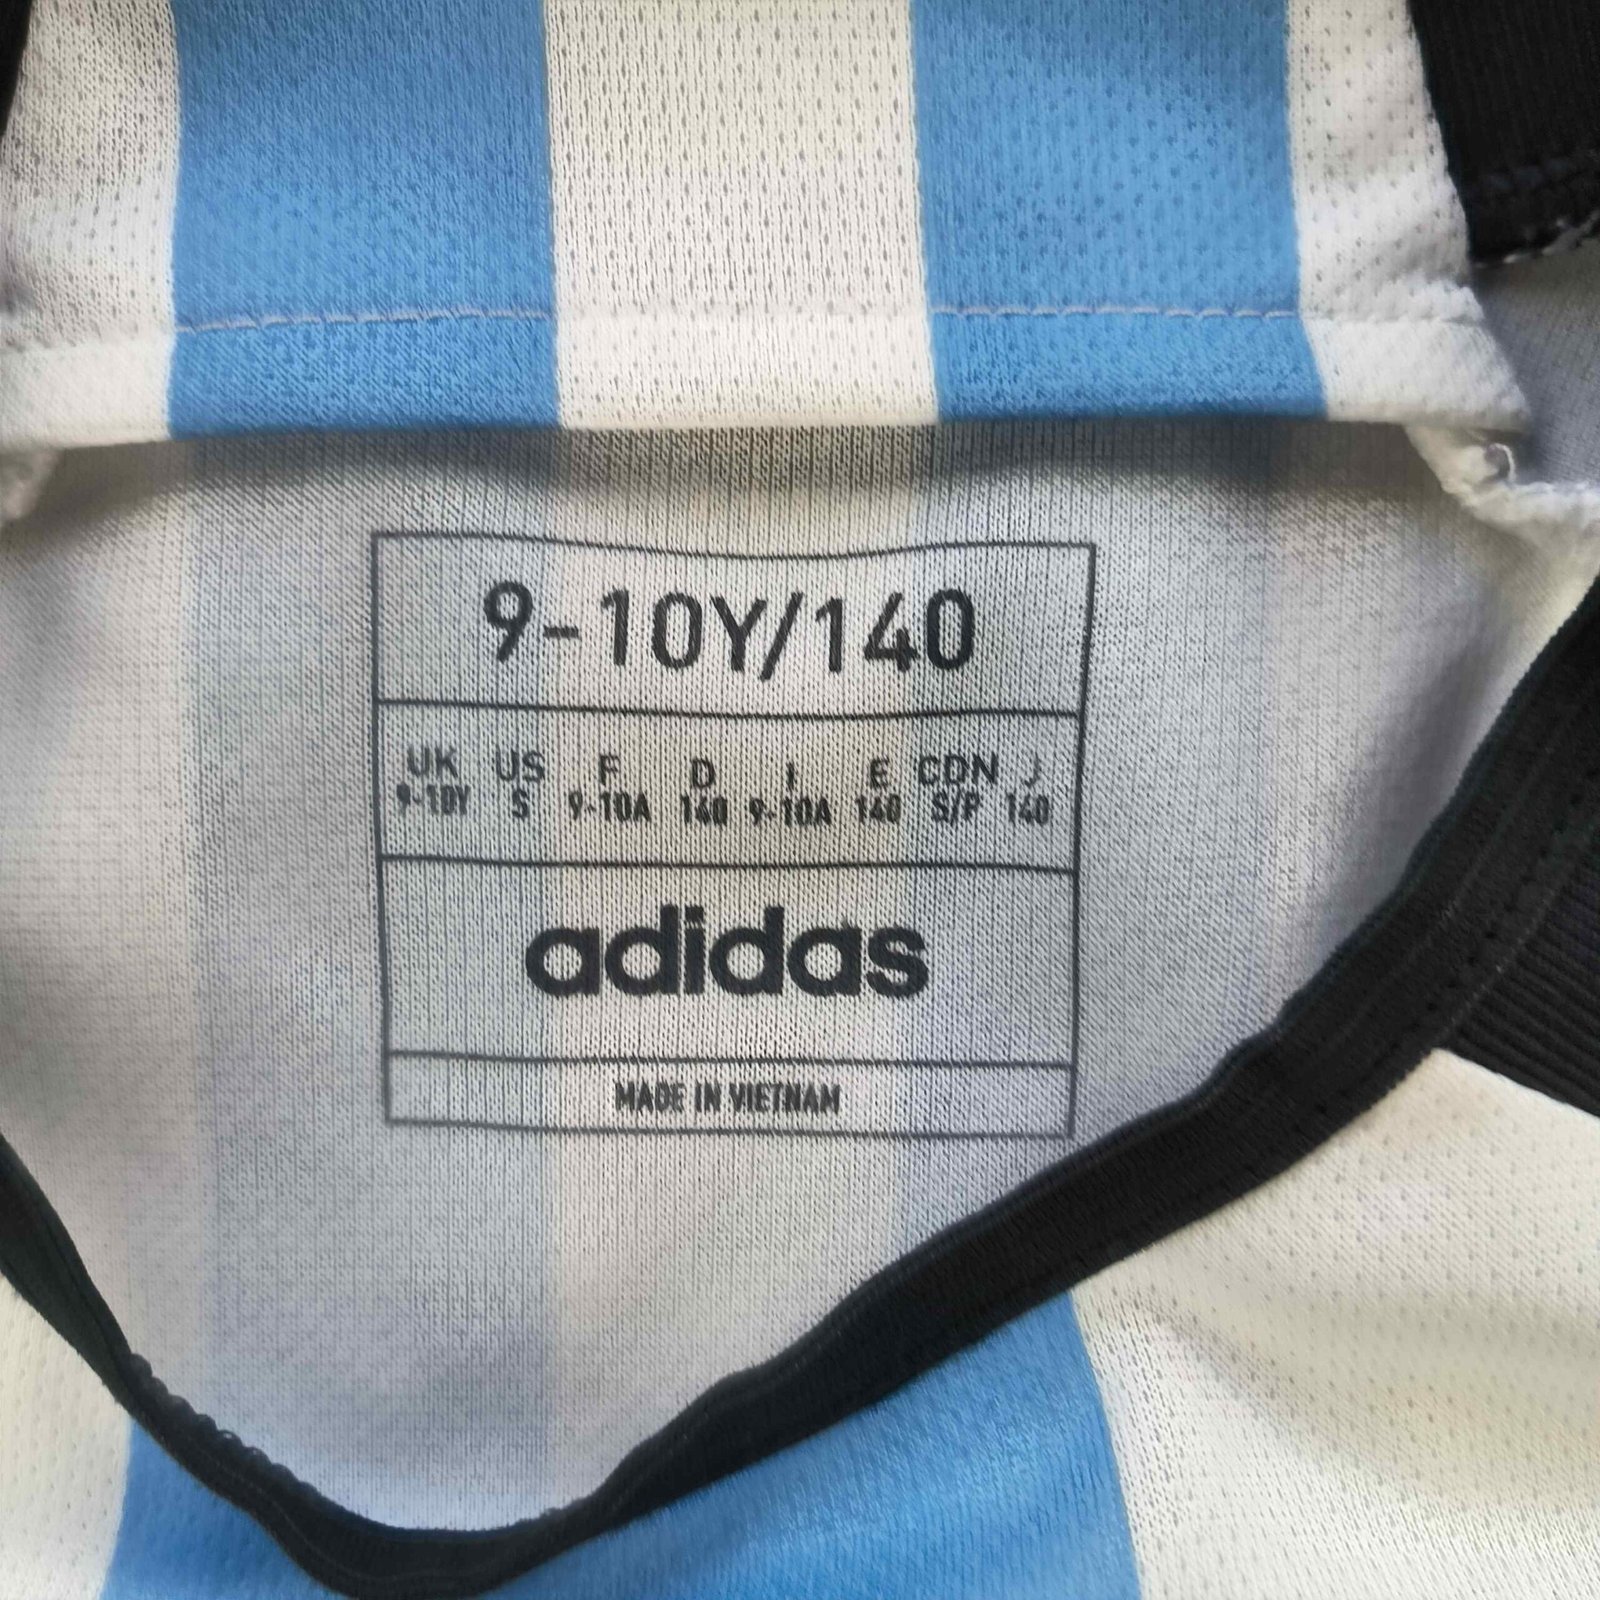 9-10Y/140
UK US F D I E CDN J
9-10Y S 9-10A 140 9-10A 140 S/P 140
adidas
MADE IN VIETNAM